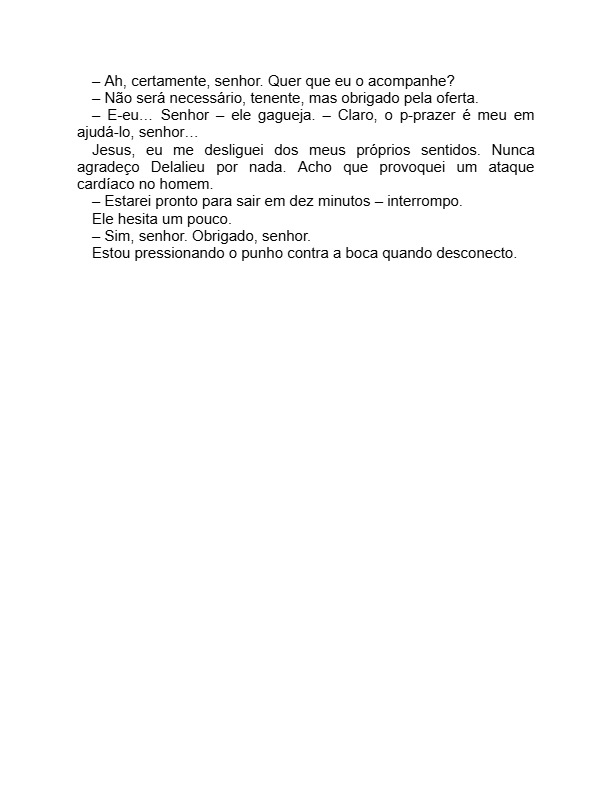 – Ah, certamente, senhor. Quer que eu o acompanhe?
– Não será necessário, tenente, mas obrigado pela oferta.
– E-eu… Senhor – ele gagueja. – Claro, o p-prazer é meu em
ajudá-lo, senhor…
Jesus, eu me desliguei dos meus próprios sentidos. Nunca
agradeço Delalieu por nada. Acho que provoquei um ataque
cardíaco no homem.
– Estarei pronto para sair em dez minutos – interrompo.
Ele hesita um pouco.
– Sim, senhor. Obrigado, senhor.
Estou pressionando o punho contra a boca quando desconecto.